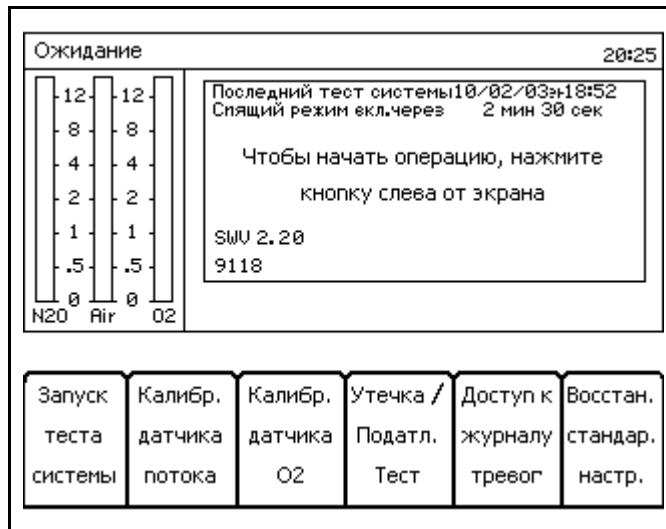 Ожидание 20:25
12 12
8 8
4 4
2 2
1 1
.5 .5
0 0
N2O Air O2
Последний тест системы10/02/03 18:52
Спящий режим вкл.через 2 мин 30 сек
Чтобы начать операцию, нажмите
кнопку слева от экрана
SWV 2.20
9118
Запуск
теста
системы
Калибр.
датчика
потока
Калибр.
датчика
O2
Утечка /
Податл.
Тест
Доступ к
журналу
тревог
Восстан.
стандар.
настр.